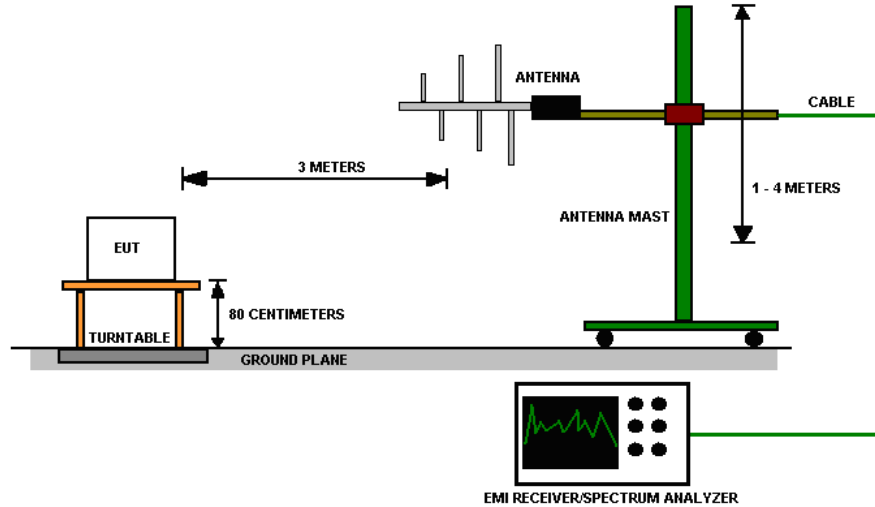 ANTENNA
CABLE
3 METERS
1 - 4 METERS
ANTENNA MAST
EUT
80 CENTIMETERS
TURNTABLE
GROUND PLANE
EMI RECEIVER/SPECTRUM ANALYZER